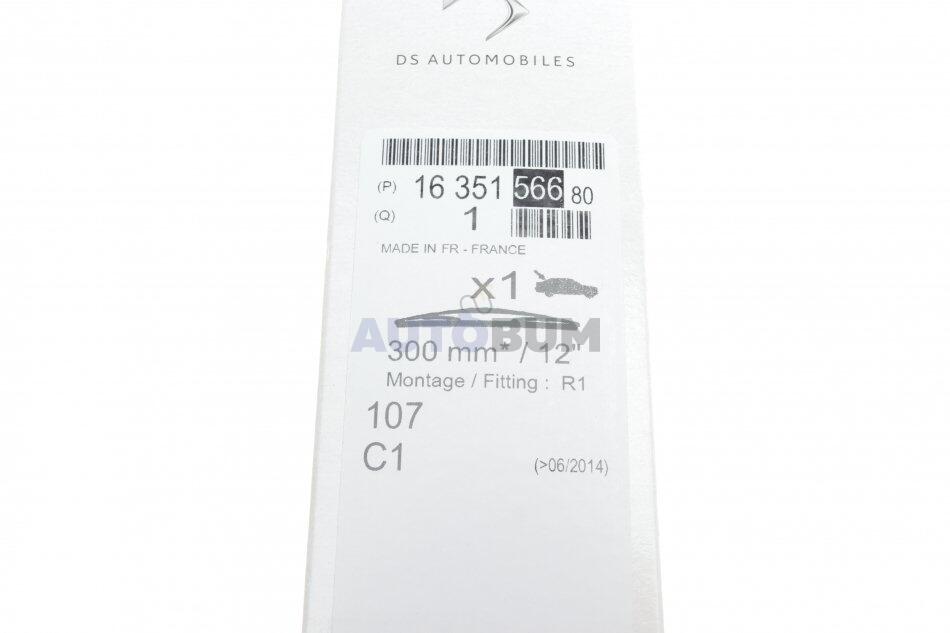 DS AUTOMOBILES
(P) 16 351 566 80
(Q) 1
MADE IN FR - FRANCE
x1
AUTOBUM
300 mm* / 12"
Montage / Fitting : R1
107
C1 (>06/2014)